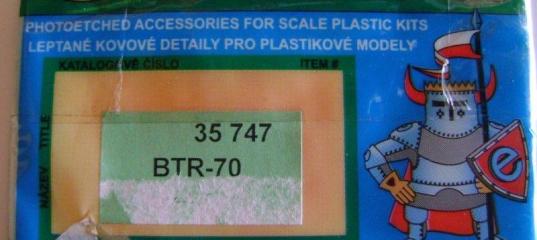 PHOTOETCHED ACCESSORIES FOR SCALE PLASTIC KITS
LEPTANÉ KOVOVÉ DETAILY PRO PLASTIKOVÉ MODELY
KATALOGOVÉ ČÍSLO ITEM #
NÁZEV TITLE
35 747
BTR-70
e